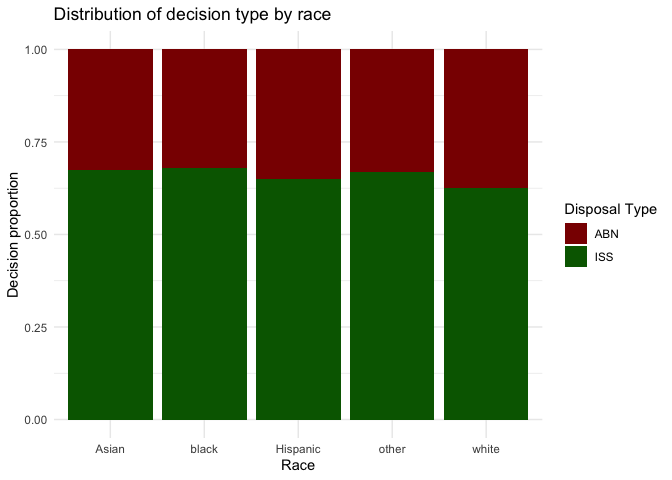 Distribution of decision type by race
Decision proportion
1.00
0.75
0.50
0.25
0.00
Asian
black
Hispanic
other
white
Race
Disposal Type
ABN
ISS